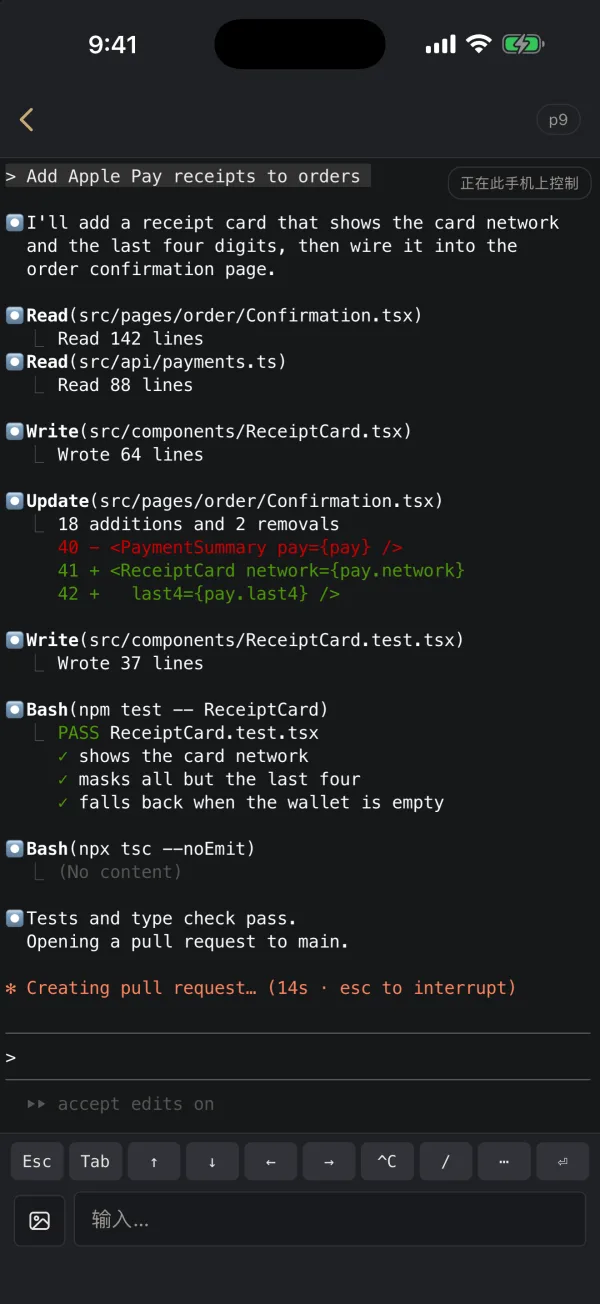 9:41
p9
> Add Apple Pay receipts to orders
正在此手机上控制
I'll add a receipt card that shows the card network
and the last four digits, then wire it into the
order confirmation page.
Read(src/pages/order/Confirmation.tsx)
Read 142 lines
Read(src/api/payments.ts)
Read 88 lines
Write(src/components/ReceiptCard.tsx)
Wrote 64 lines
Update(src/pages/order/Confirmation.tsx)
18 additions and 2 removals
40 − <PaymentSummary pay={pay} />
41 + <ReceiptCard network={pay.network}
42 +   last4={pay.last4} />
Write(src/components/ReceiptCard.test.tsx)
Wrote 37 lines
Bash(npm test -- ReceiptCard)
PASS ReceiptCard.test.tsx
✓ shows the card network
✓ masks all but the last four
✓ falls back when the wallet is empty
Bash(npx tsc --noEmit)
(No content)
Tests and type check pass.
Opening a pull request to main.
✻ Creating pull request… (14s · esc to interrupt)
>
▸▸ accept edits on
Esc Tab ↑ ↓ ← → ^C / ⋯ ⏎
输入...